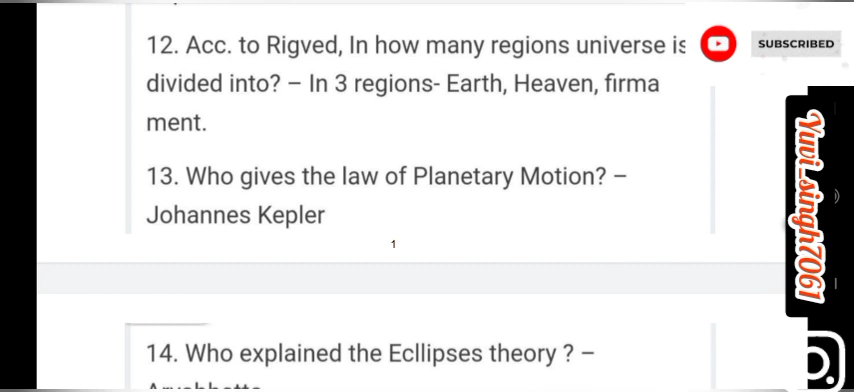 12. Acc. to Rigved, In how many regions universe is
divided into? – In 3 regions- Earth, Heaven, firma
ment.
13. Who gives the law of Planetary Motion? –
Johannes Kepler
1
14. Who explained the Ecllipses theory ? –
SUBSCRIBED
Yuvi_singh7061